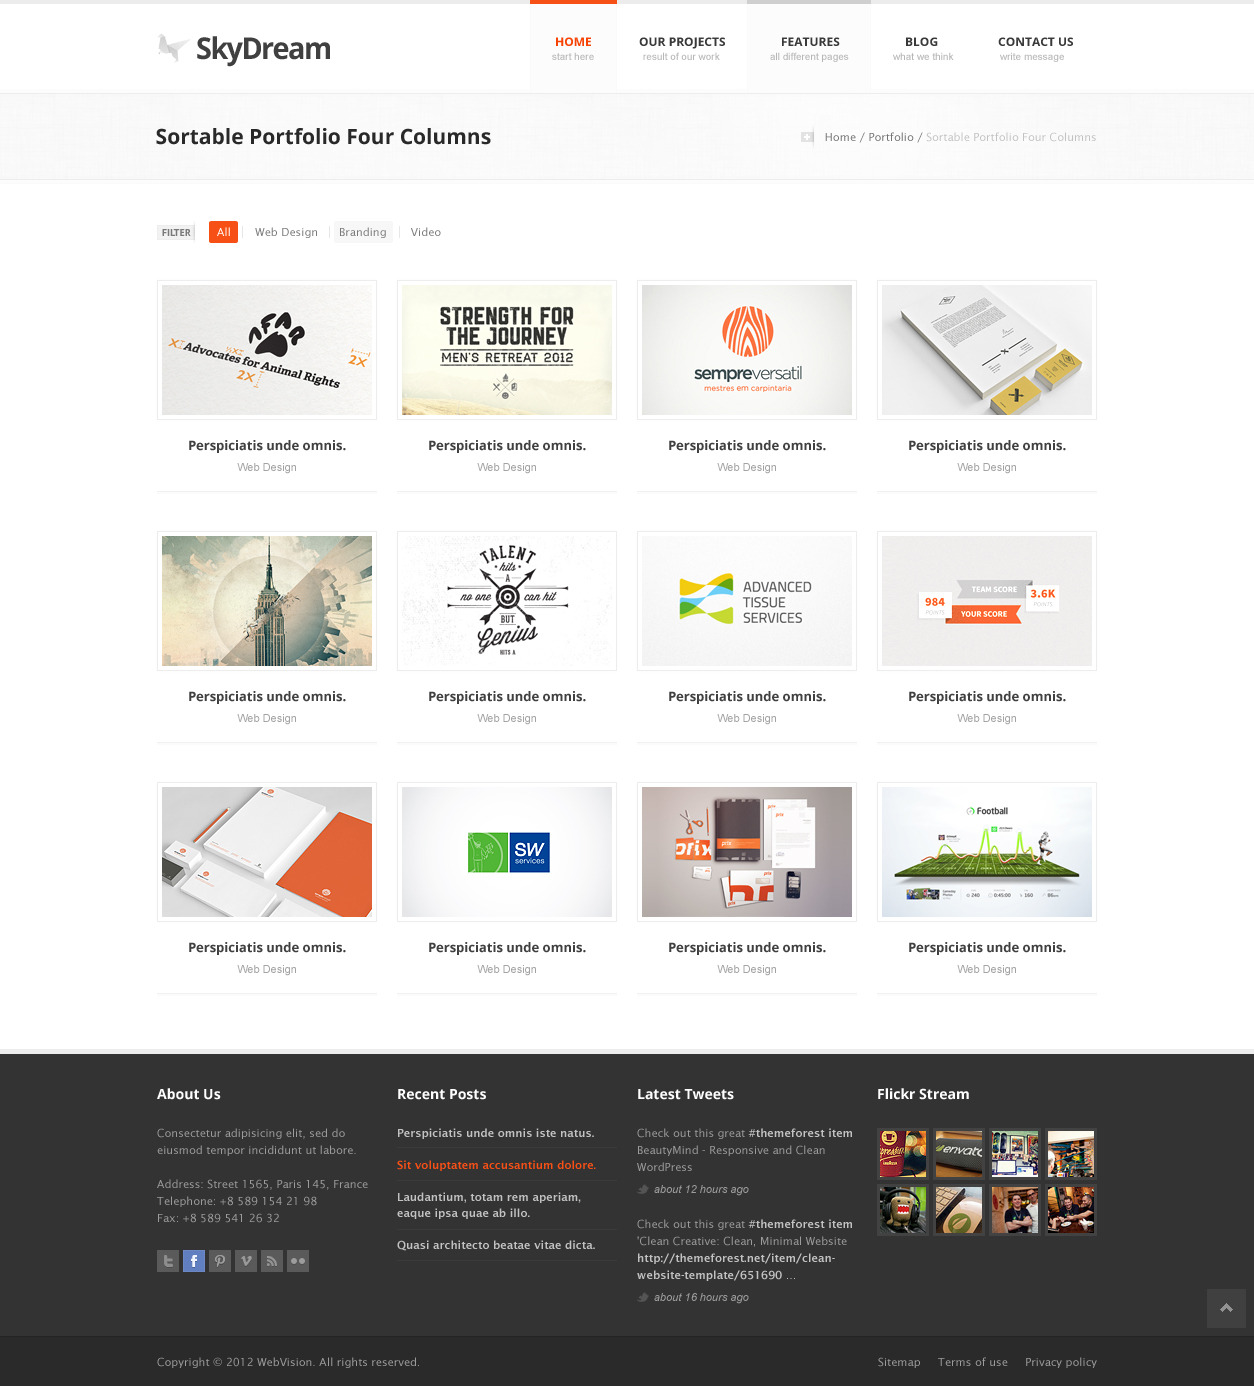 SkyDream
HOME
start here
OUR PROJECTS
result of our work
FEATURES
all different pages
BLOG
what we think
CONTACT US
write message
Sortable Portfolio Four Columns
Home / Portfolio / Sortable Portfolio Four Columns
FILTER
All
Web Design
Branding
Video
AFAR
Advocates for Animal Rights
X
2X
2X
STRENGTH FOR
THE JOURNEY
MEN'S RETREAT 2012
sempreversatil
mestres em carpintaria
Perspiciatis unde omnis.
Web Design
Perspiciatis unde omnis.
Web Design
Perspiciatis unde omnis.
Web Design
Perspiciatis unde omnis.
Web Design
TALENT
hits
A
no one can hit
BUT
Genius
HITS A
ADVANCED
TISSUE
SERVICES
TEAM SCORE
3.6K
POINTS
984
POINTS
YOUR SCORE
Perspiciatis unde omnis.
Web Design
Perspiciatis unde omnis.
Web Design
Perspiciatis unde omnis.
Web Design
Perspiciatis unde omnis.
Web Design
SW
services
prix
prix
Football
240
0:45:00
160
Perspiciatis unde omnis.
Web Design
Perspiciatis unde omnis.
Web Design
Perspiciatis unde omnis.
Web Design
Perspiciatis unde omnis.
Web Design
About Us
Consectetur adipisicing elit, sed do
eiusmod tempor incididunt ut labore.
Address: Street 1565, Paris 145, France
Telephone: +8 589 154 21 98
Fax: +8 589 541 26 32
Recent Posts
Perspiciatis unde omnis iste natus.
Sit voluptatem accusantium dolore.
Laudantium, totam rem aperiam,
eaque ipsa quae ab illo.
Quasi architecto beatae vitae dicta.
Latest Tweets
Check out this great #themeforest item
BeautyMind - Responsive and Clean
WordPress
about 12 hours ago
Check out this great #themeforest item
'Clean Creative: Clean, Minimal Website
http://themeforest.net/item/clean-
website-template/651690 ...
about 16 hours ago
Flickr Stream
envato
Copyright © 2012 WebVision. All rights reserved.
Sitemap
Terms of use
Privacy policy